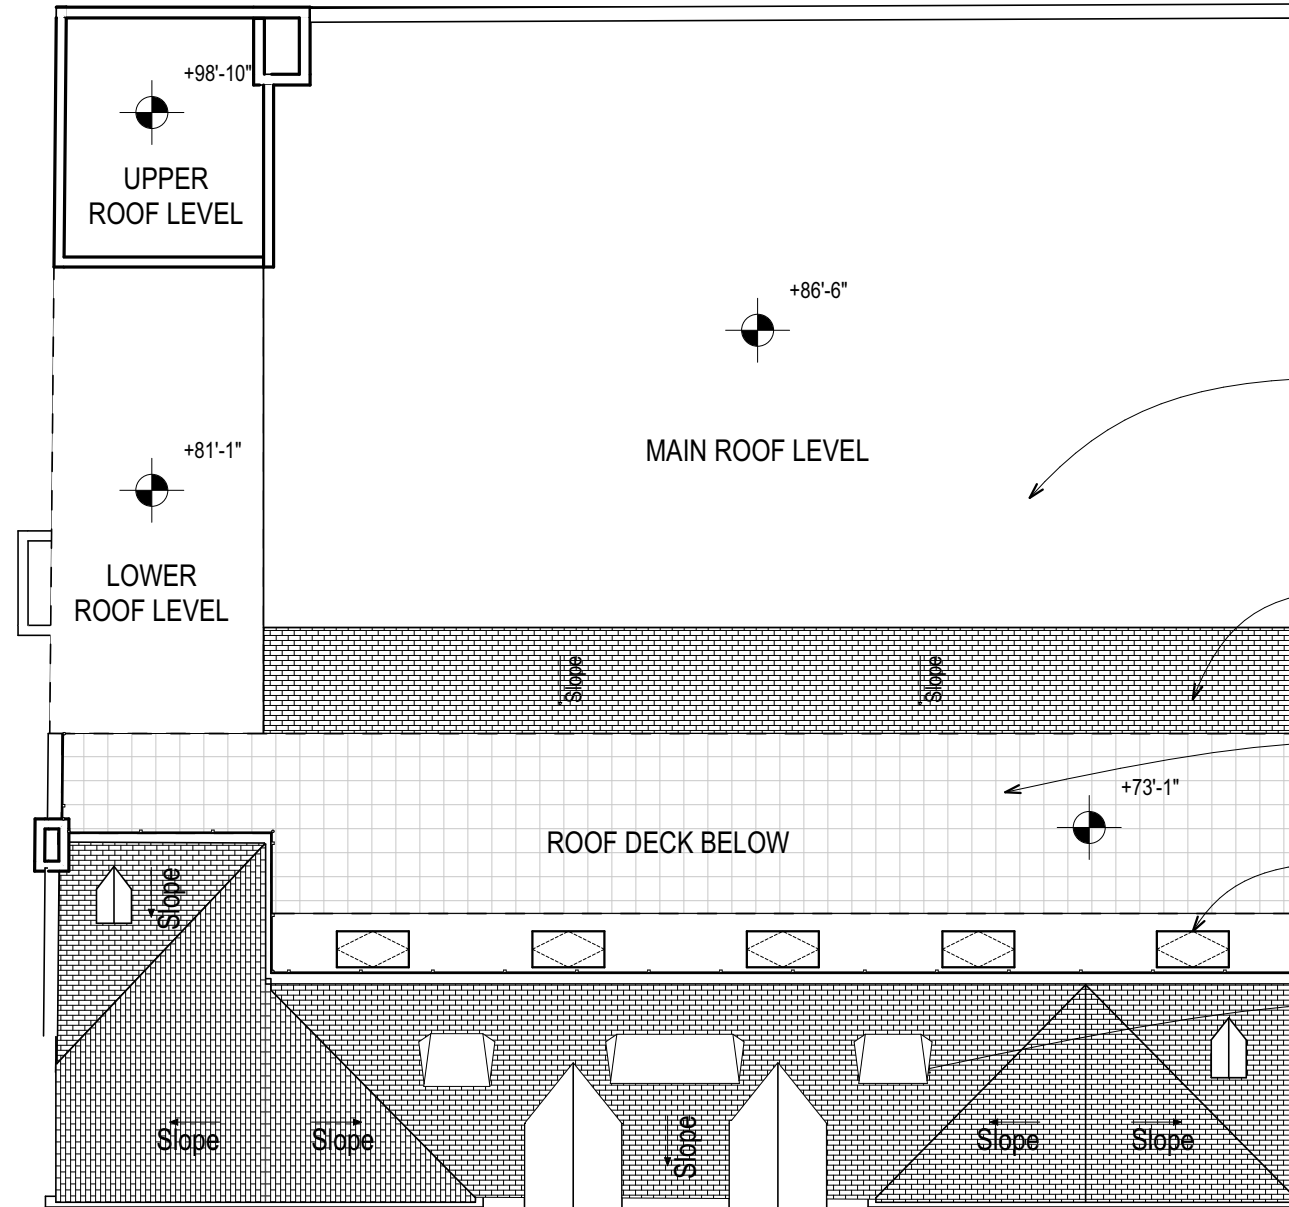 +98'-10"
UPPER
ROOF LEVEL
+86'-6"
MAIN ROOF LEVEL
+81'-1"
LOWER
ROOF LEVEL
Slope
Slope
+73'-1"
ROOF DECK BELOW
Slope
Slope
Slope
Slope
Slope
Slope